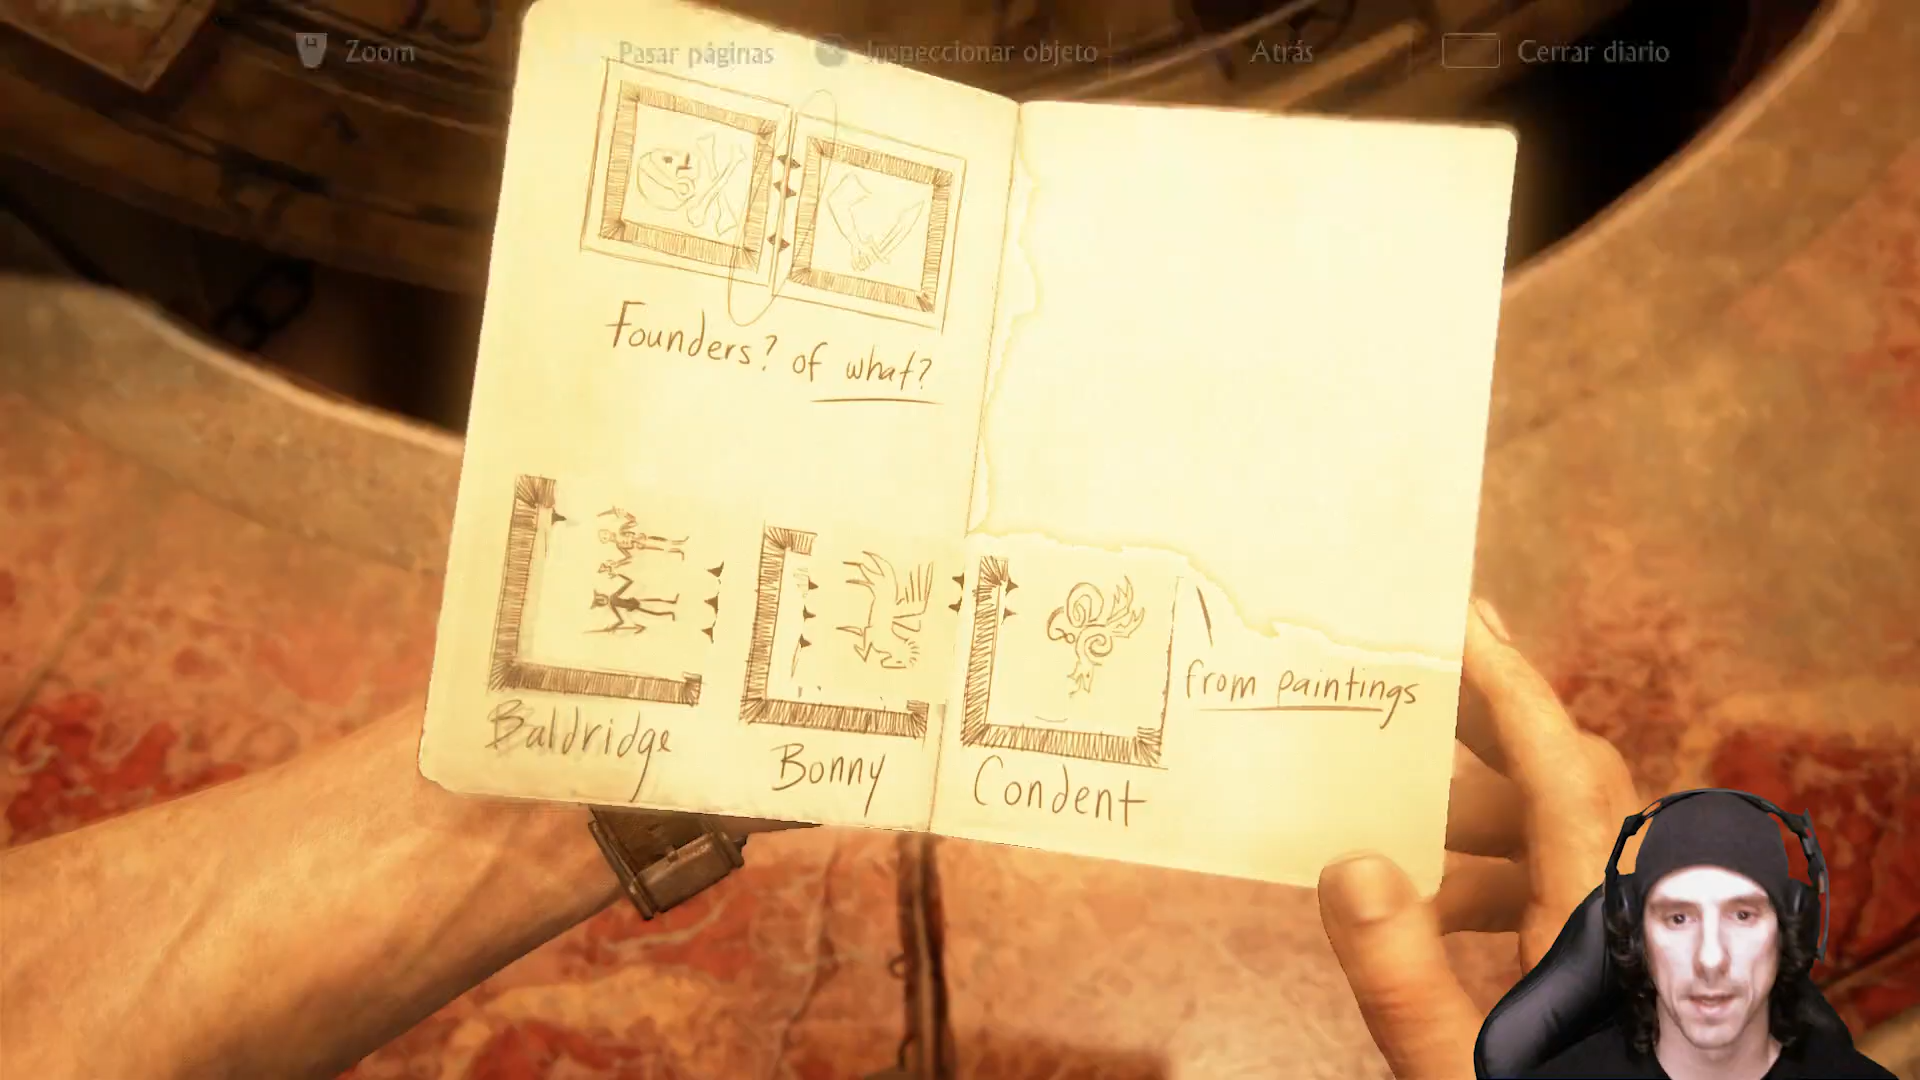 Zoom Pasar páginas Inspeccionar objeto Atrás Cerrar diario
Founders? of what?
from paintings
Baldridge Bonny Condent